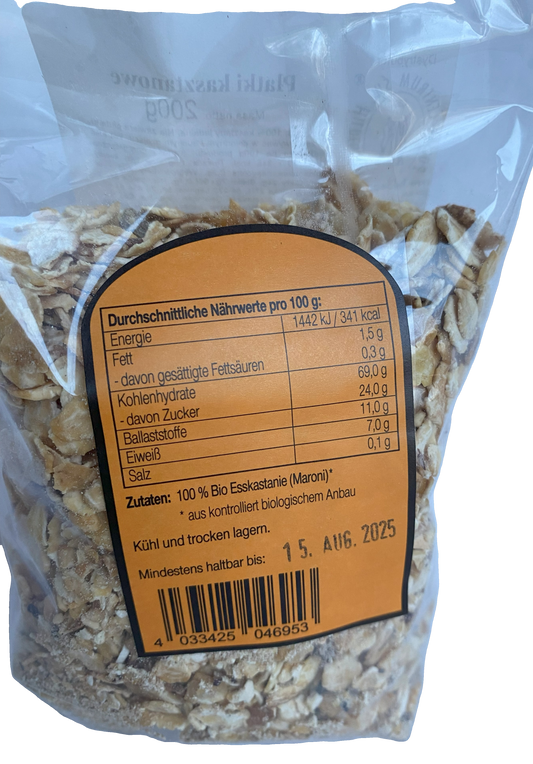 Płatki kasztanowe
200g
Durchschnittliche Nährwerte pro 100 g:
Energie 1442 kJ / 341 kcal
Fett 1,5 g
- davon gesättigte Fettsäuren 0,3 g
Kohlenhydrate 69,0 g
- davon Zucker 24,0 g
Ballaststoffe 11,0 g
Eiweiß 7,0 g
Salz 0,1 g
Zutaten: 100 % Bio Esskastanie (Maroni)*
* aus kontrolliert biologischem Anbau
Kühl und trocken lagern.
Mindestens haltbar bis: 15. AUG. 2025
4 033425 046953